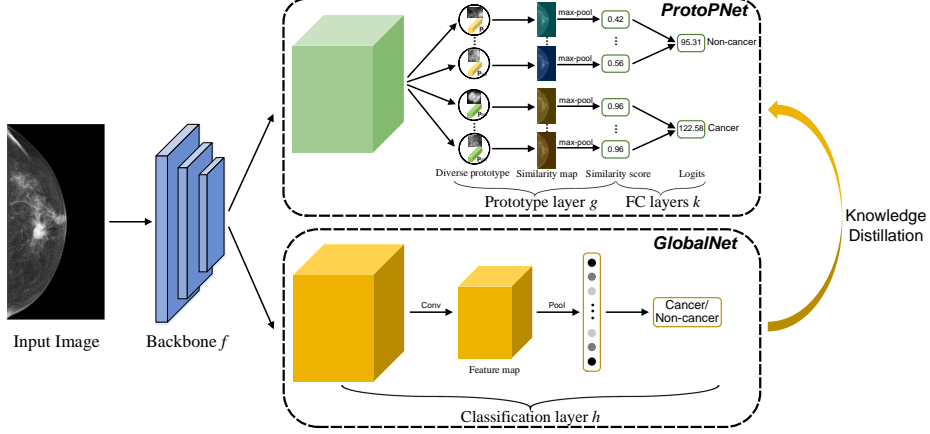 ProtoPNet
max-pool
0.42
95.31
Non-cancer
max-pool
0.56
max-pool
0.96
122.58
Cancer
max-pool
0.96
Diverse prototype
Similarity map
Similarity score
Logits
Prototype layer g
FC layers k
GlobalNet
Knowledge
Distillation
Conv
Pool
Cancer/
Non-cancer
Input Image
Backbone f
Feature map
Classification layer h